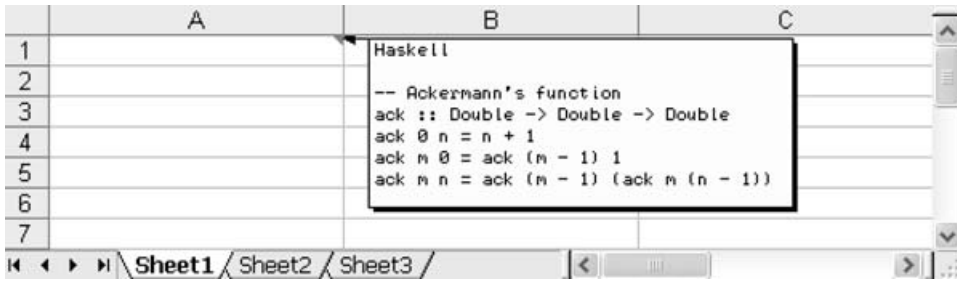 A B C
1 Haskell
2
-- Ackermann's function
3
ack :: Double -> Double -> Double
4
ack 0 n = n + 1
5
ack m 0 = ack (m - 1) 1
ack m n = ack (m - 1) (ack m (n - 1))
6
7
Sheet1 / Sheet2 / Sheet3 /